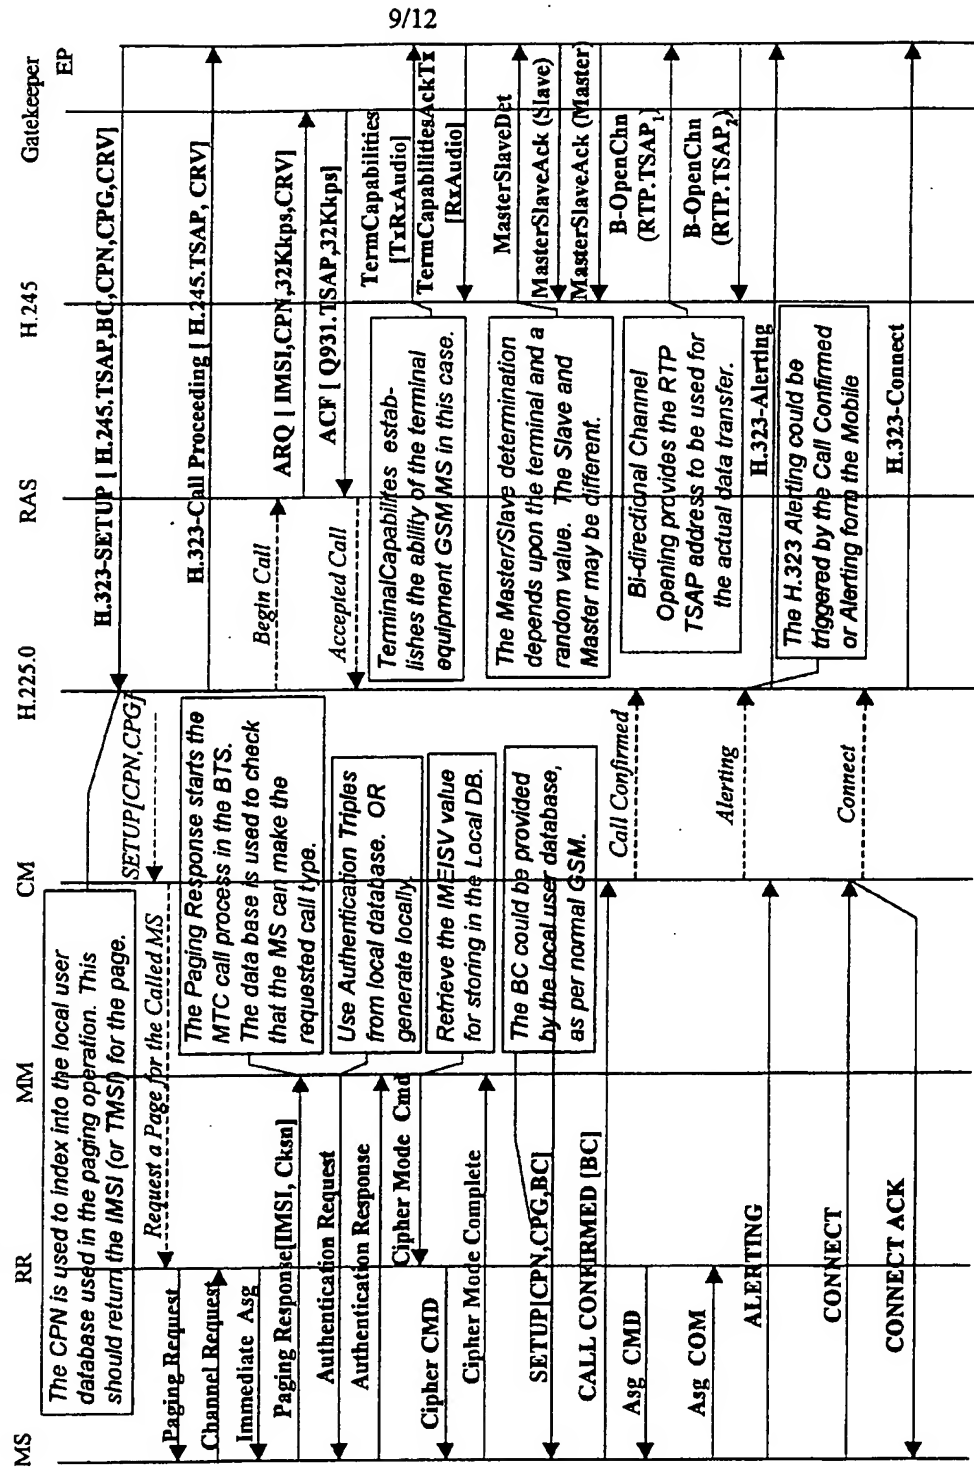 9/12
MS
RR
MM
CM
H.225.0
RAS
H.245
Gatekeeper
EP
The CPN is used to index into the local user
database used in the paging operation. This
should return the IMSI (or TMSI) for the page.
H.323-SETUP [ H.245.TSAP,BC,CPN,CPG,CRV]
SETUP[CPN,CPG]
Request a Page for the Called MS
Paging Request
Channel Request
Immediate Asg
H.323-Call Proceeding [ H.245.TSAP, CRV]
The Paging Response starts the
MTC call process in the BTS.
The data base is used to check
that the MS can make the
requested call type.
Begin Call
ARQ [ IMSI,CPN,32Kkps,CRV]
ACF [ Q931.TSAP,32Kkps]
Accepted Call
Paging Response[IMSI, Cksn]
Authentication Request
Authentication Response
Use Authentication Triples
from local database. OR
generate locally.
TermCapabilities
[TxRxAudio]
TermCapabilitiesAckTx
[RxAudio]
TerminalCapabilites estab-
lishes the ability of the terminal
equipment GSM MS in this case.
Cipher Mode Cmd
Cipher CMD
Cipher Mode Complete
Retrieve the IMEISV value
for storing in the Local DB.
MasterSlaveDet
MasterSlaveAck (Slave)
MasterSlaveAck (Master)
The Master/Slave determination
depends upon the terminal and a
random value. The Slave and
Master may be different.
The BC could be provided
by the local user database,
as per normal GSM.
SETUP[CPN,CPG,BC]
CALL CONFIRMED [BC]
Call Confirmed
B-OpenChn
(RTP.TSAP1)
B-OpenChn
(RTP.TSAP2)
Bi-directional Channel
Opening provides the RTP
TSAP address to be used for
the actual data transfer.
Asg CMD
Asg COM
ALERTING
Alerting
H.323-Alerting
The H.323 Alerting could be
triggered by the Call Confirmed
or Alerting form the Mobile
CONNECT
Connect
H.323-Connect
CONNECT ACK